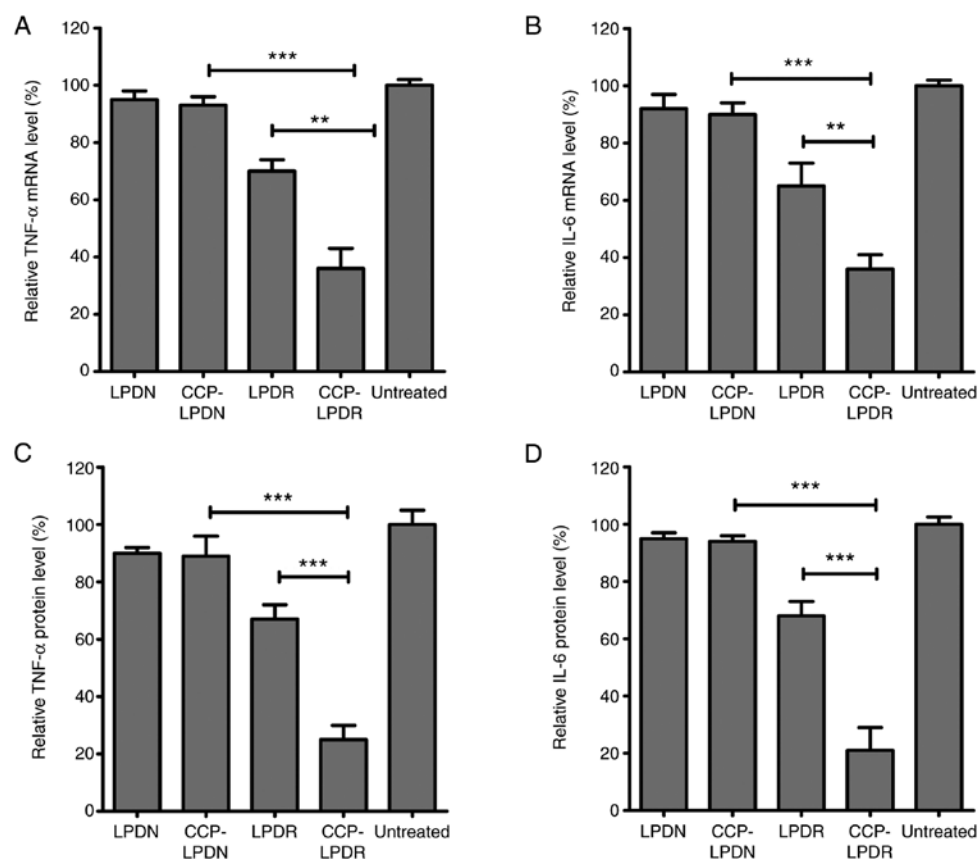 A
Relative TNF-α mRNA level (%)
120
100
80
60
40
20
0
***
**
LPDN
CCP-
LPDN
LPDR
CCP-
LPDR
Untreated
B
Relative IL-6 mRNA level (%)
120
100
80
60
40
20
0
***
**
LPDN
CCP-
LPDN
LPDR
CCP-
LPDR
Untreated
C
Relative TNF-α protein level (%)
120
100
80
60
40
20
0
***
***
LPDN
CCP-
LPDN
LPDR
CCP-
LPDR
Untreated
D
Relative IL-6 protein level (%)
120
100
80
60
40
20
0
***
***
LPDN
CCP-
LPDN
LPDR
CCP-
LPDR
Untreated